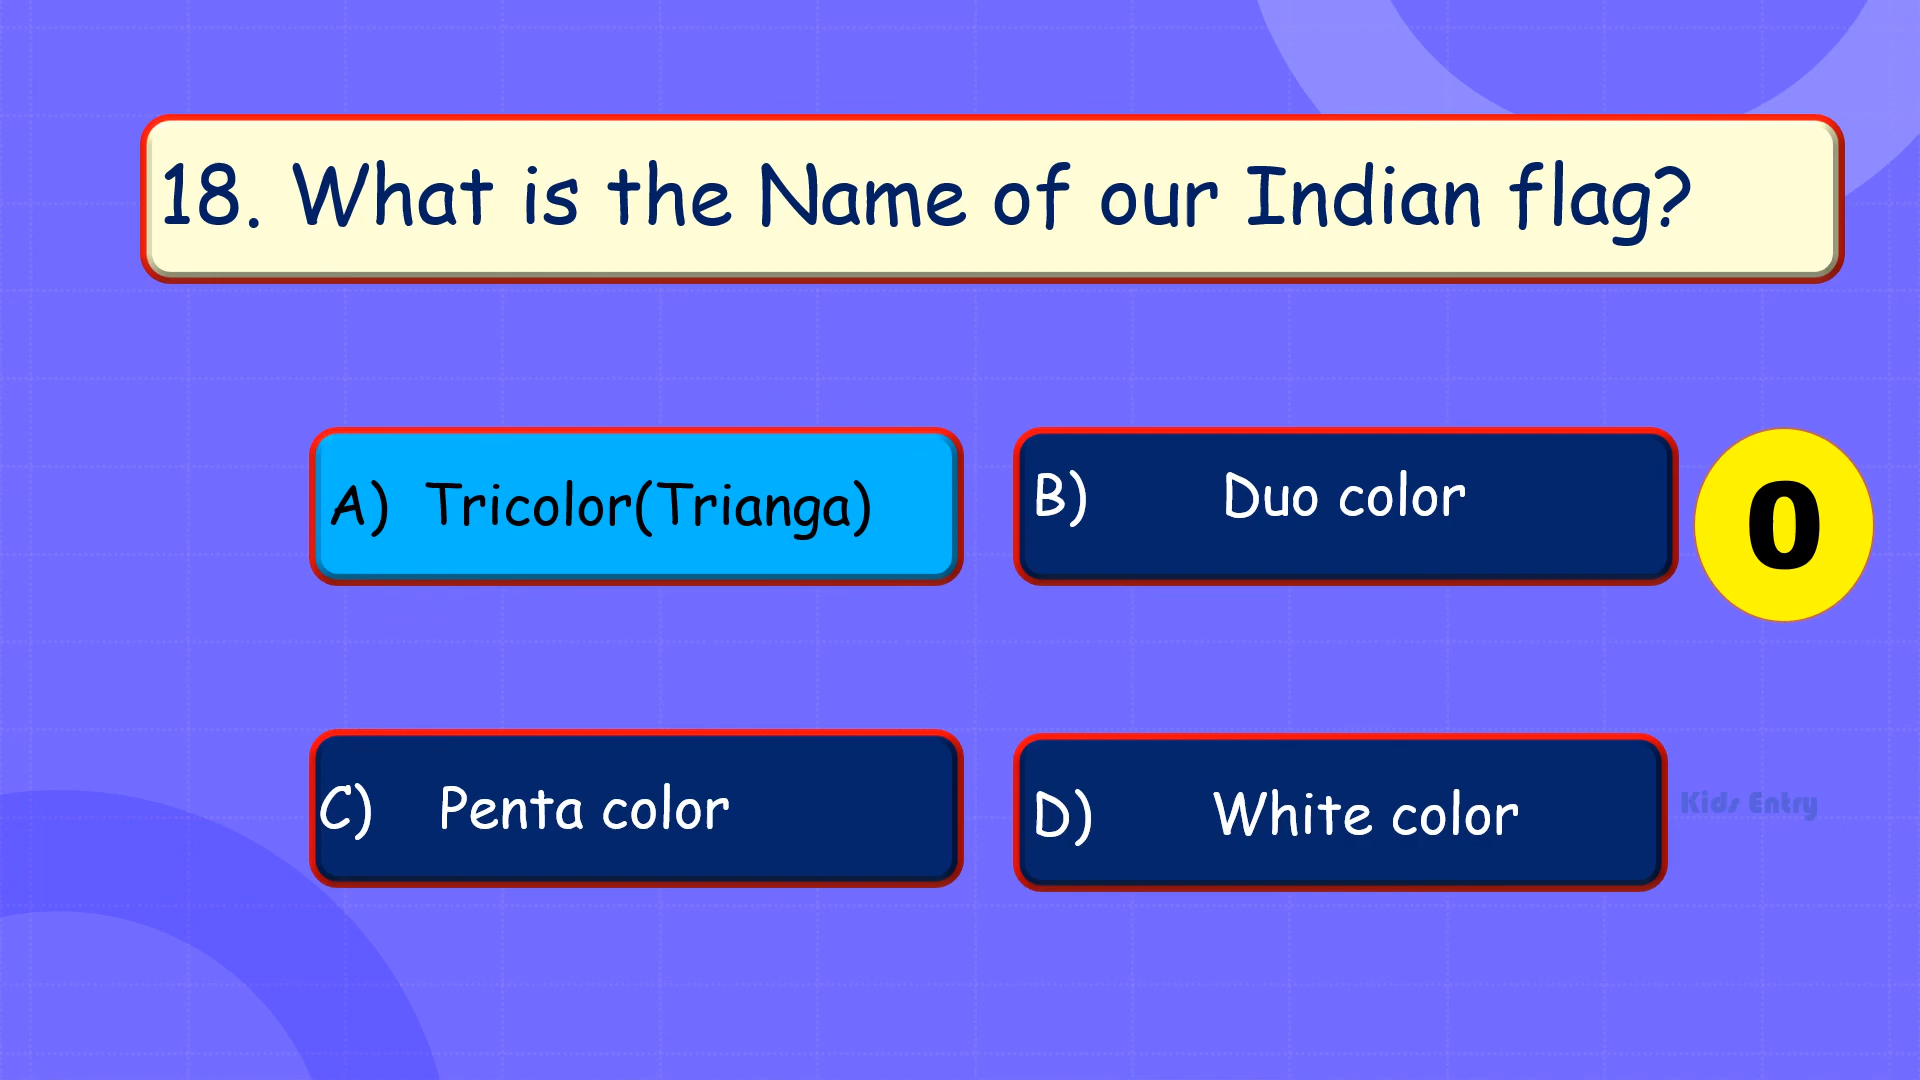 18. What is the Name of our Indian flag?
A) Tricolor(Trianga)
B) Duo color
0
C) Penta color
D) White color
Kids Entry